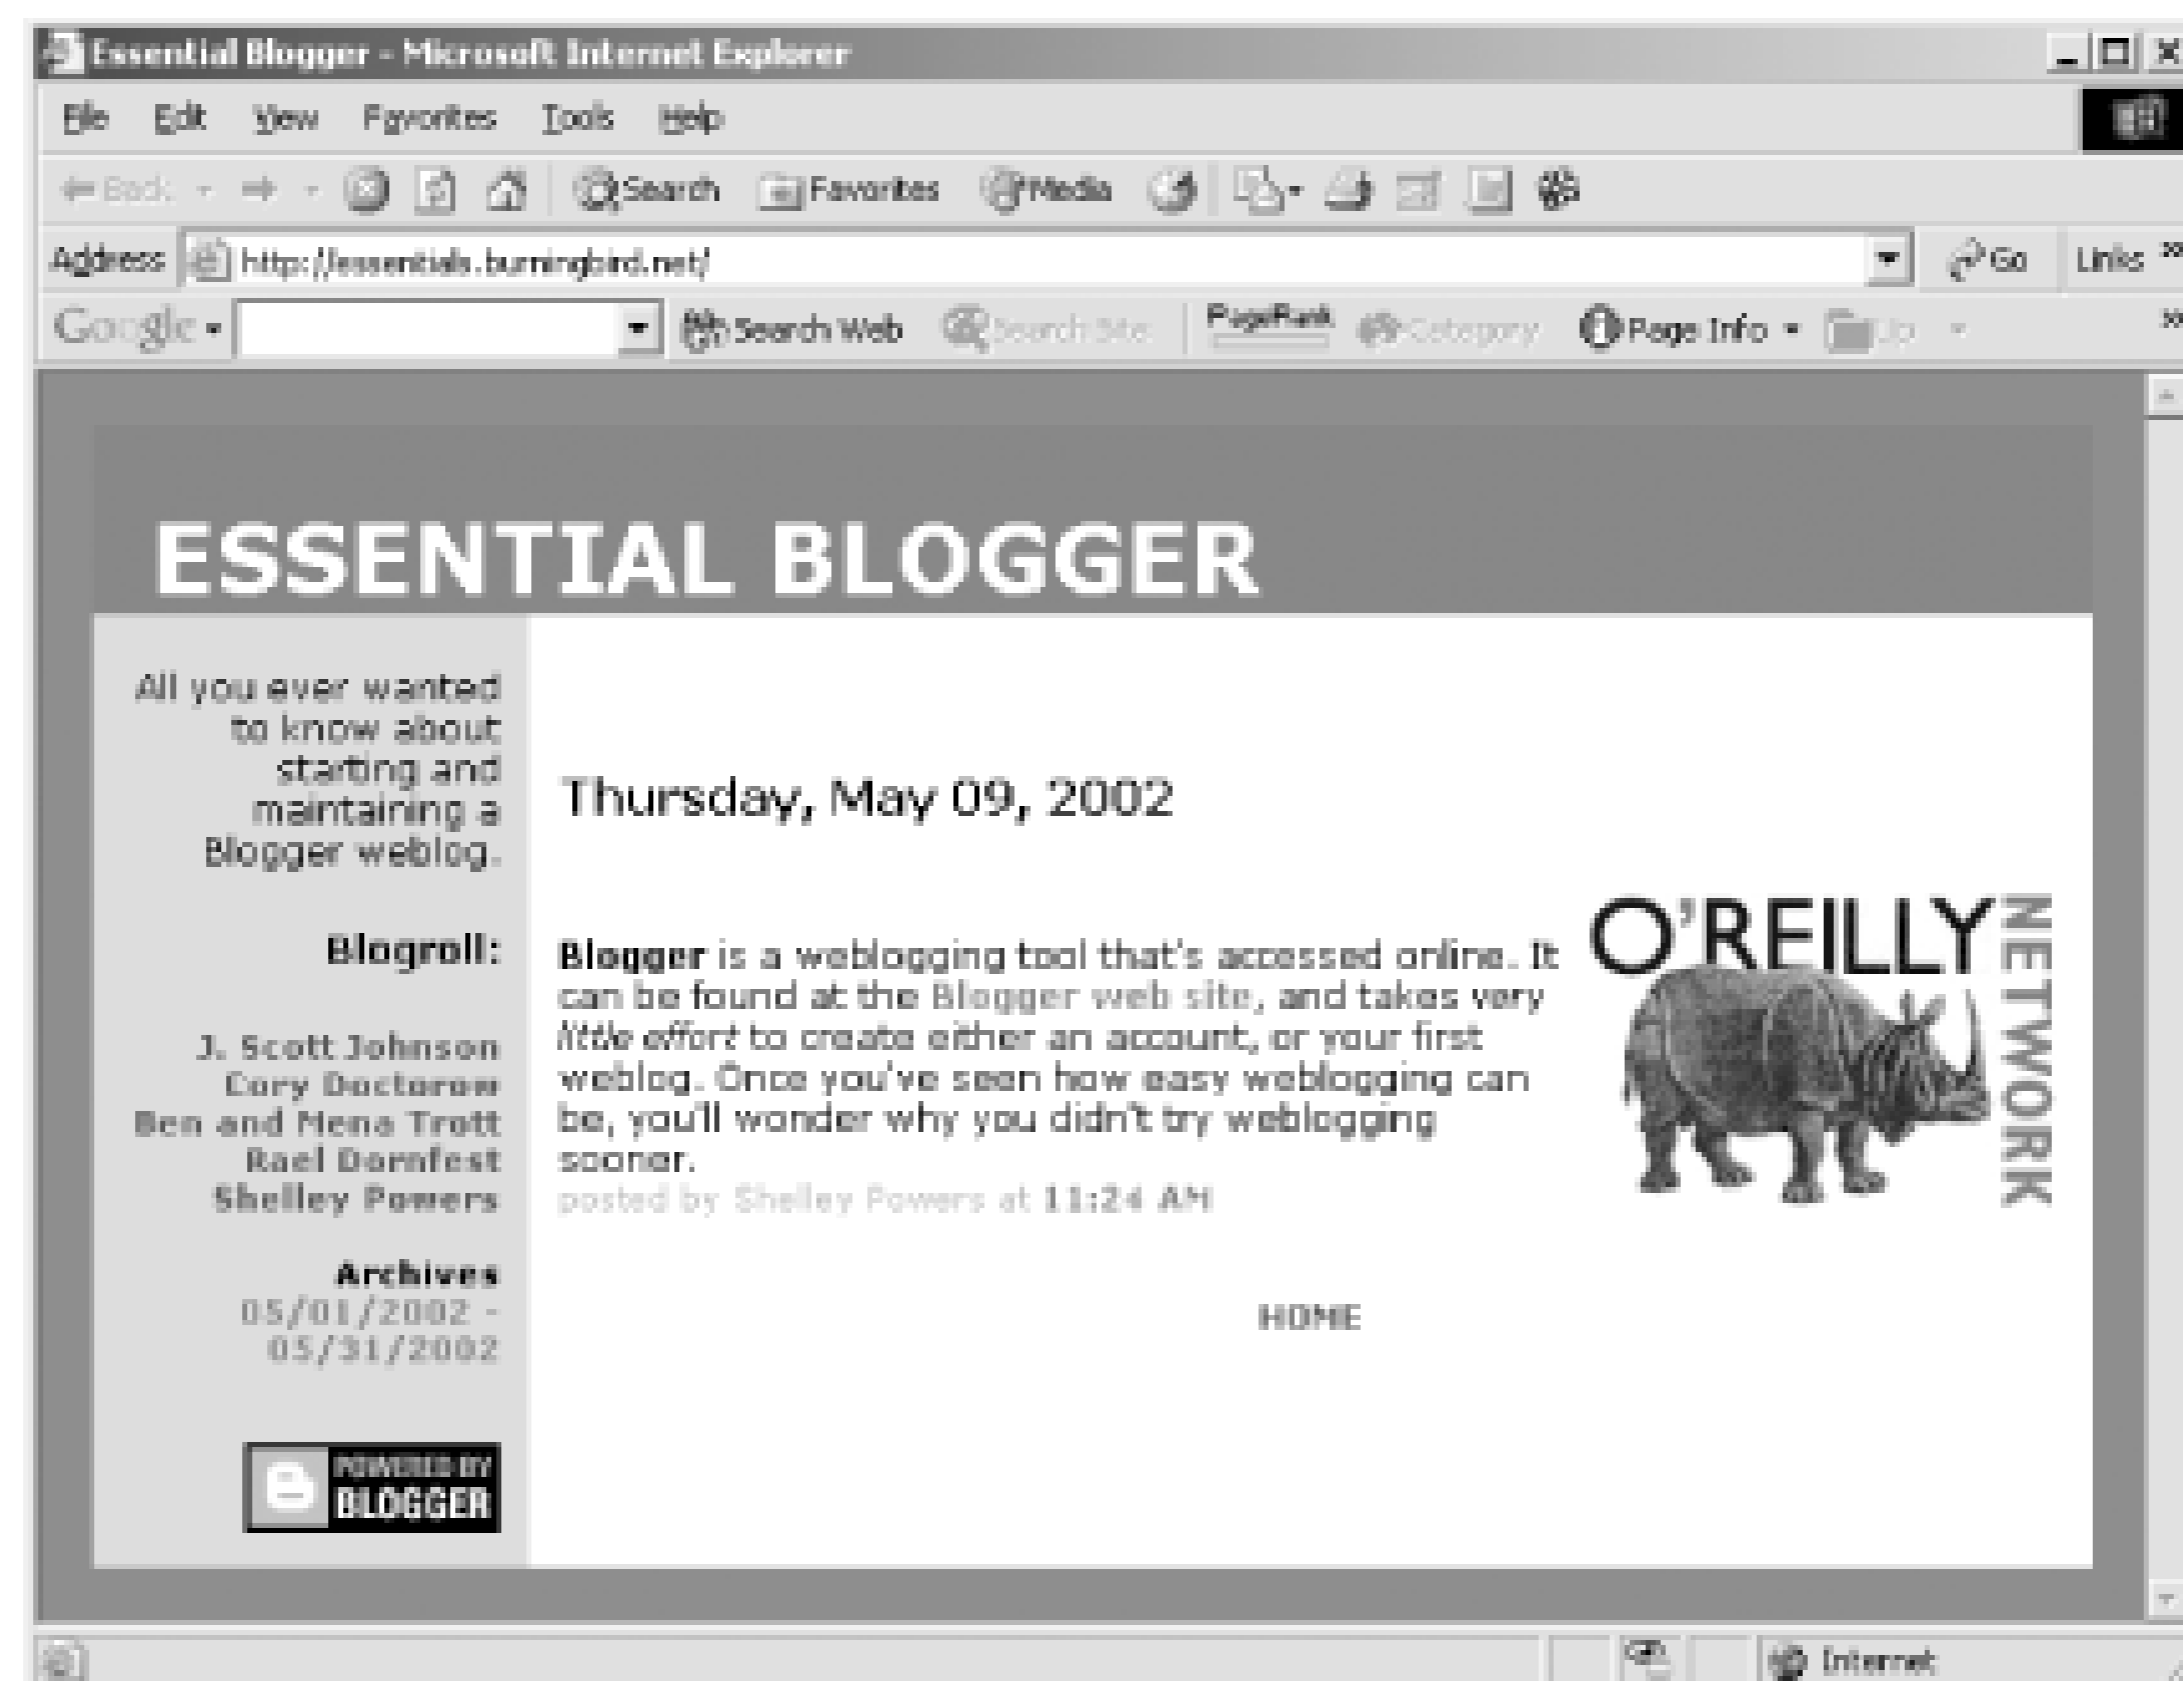 Essential Blogger - Microsoft Internet Explorer
File Edit View Favorites Tools Help
Back Search Favorites Media
Address http://essentials.burningbird.net/ Go Links »
Google Search Web Search Site PageRank Category Page Info Up »
ESSENTIAL BLOGGER
All you ever wanted
to know about
starting and
maintaining a
Blogger weblog.
Blogroll:
J. Scott Johnson
Cory Doctorow
Ben and Mena Trott
Rael Dornfest
Shelley Powers
Archives
05/01/2002 -
05/31/2002
POWERED BY
BLOGGER
Thursday, May 09, 2002
Blogger is a weblogging tool that's accessed online. It
can be found at the Blogger web site, and takes very
little effort to create either an account, or your first
weblog. Once you've seen how easy weblogging can
be, you'll wonder why you didn't try weblogging
sooner.
posted by Shelley Powers at 11:24 AM
O'REILLY
NETWORK
HOME
Internet